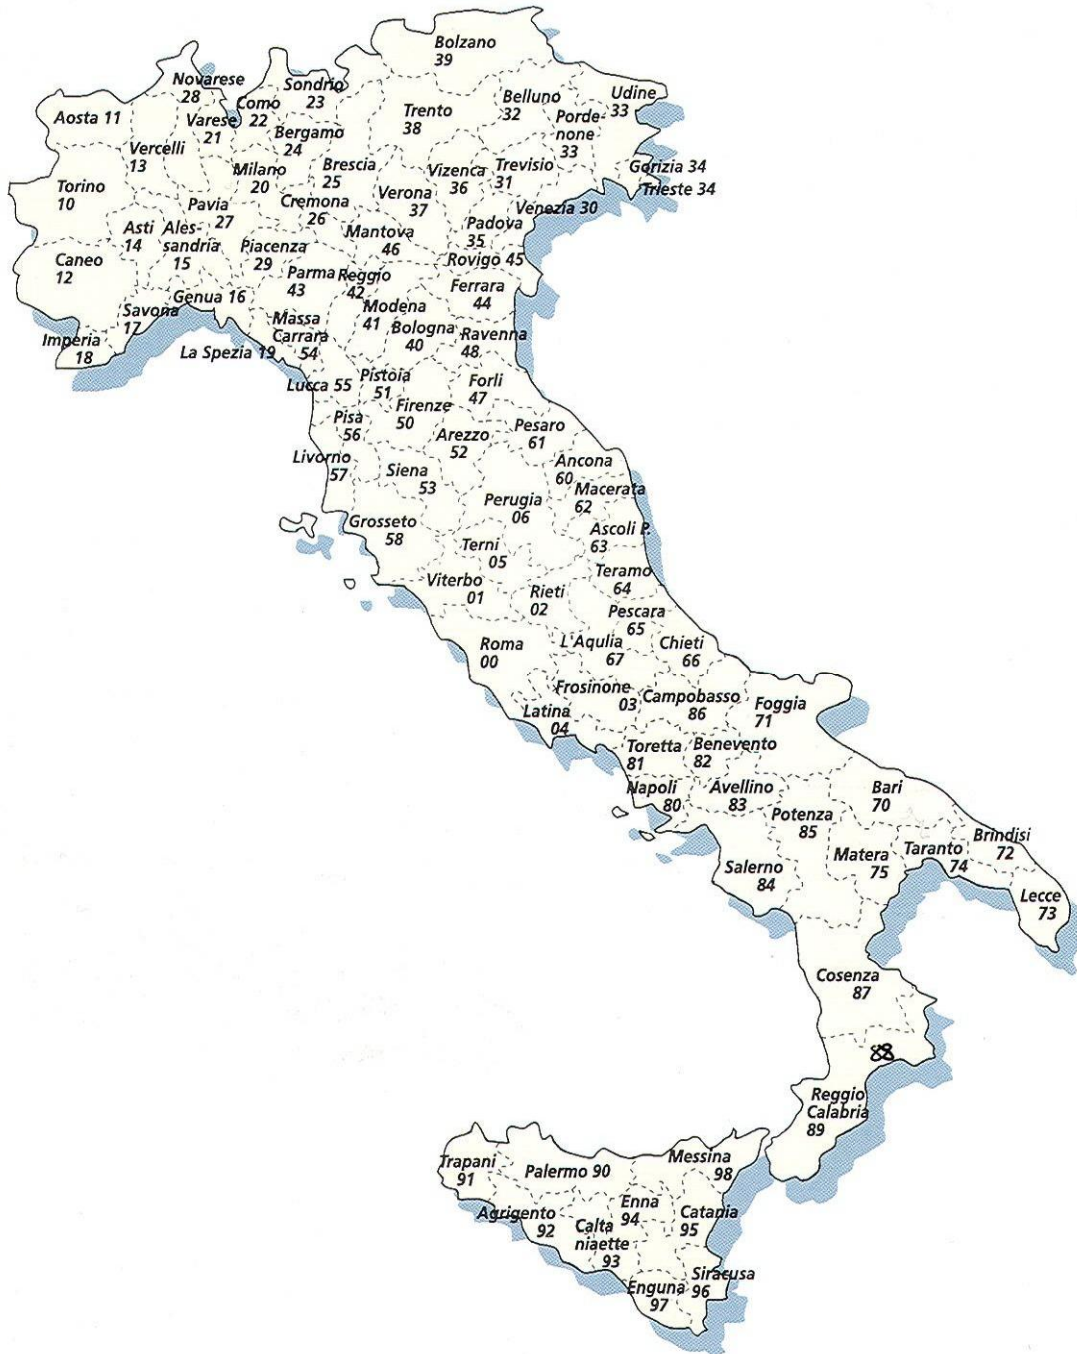 Bolzano
39
Novarese
28
Sondrio
23
Como
22
Udine
33
Belluno
32
Aosta 11
Varese
21
Trento
38
Porde-
none
33
Bergamo
24
Vercelli
13
Milano
20
Brescia
25
Vizenca
36
Trevisio
31
Gorizia 34
Trieste 34
Torino
10
Verona
37
Pavia
27
Cremona
26
Venezia 30
Asti
14
Ales-
sandria
15
Piacenza
29
Mantova
46
Padova
35
Rovigo 45
Caneo
12
Parma
43
Reggio
42
Ferrara
44
Genua 16
Savona
17
Modena
41
Massa
Carrara
54
Bologna
40
Ravenna
48
Imperia
18
La Spezia 19
Lucca 55
Pistoia
51
Forli
47
Firenze
50
Pisa
56
Arezzo
52
Pesaro
61
Livorno
57
Siena
53
Ancona
60
Macerata
62
Perugia
06
Grosseto
58
Ascoli P.
63
Terni
05
Viterbo
01
Rieti
02
Teramo
64
Pescara
65
Roma
00
L'Aqulia
67
Chieti
66
Frosinone
03
Campobasso
86
Foggia
71
Latina
04
Toretta
81
Benevento
82
Napoli
80
Avellino
83
Bari
70
Potenza
85
Brindisi
72
Matera
75
Taranto
74
Salerno
84
Lecce
73
Cosenza
87
88
Reggio
Calabria
89
Trapani
91
Palermo 90
Messina
98
Agrigento
92
Enna
94
Catania
95
Calta
niaette
93
Siracusa
96
Enguna
97